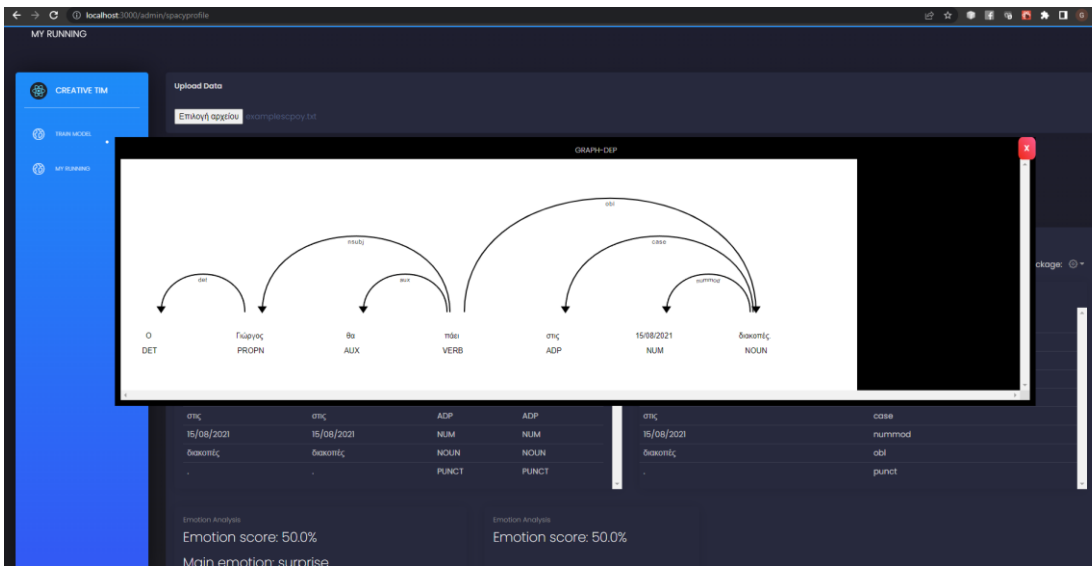 localhost:3000/admin/spacyprofile
MY RUNNING
CREATIVE TIM
Upload Data
Επιλογή αρχείου examplescpoy.txt
TRAIN MODEL
MY RUNNING
GRAPH-DEP
X
obl
nsubj
case
det
aux
nummod
Ο Γιώργος θα πάει στις 15/08/2021 διακοπές.
DET PROPN AUX VERB ADP NUM NOUN
ckage:
στις στις ADP ADP στις case
15/08/2021 15/08/2021 NUM NUM 15/08/2021 nummod
διακοπές διακοπές NOUN NOUN διακοπές obl
. . PUNCT PUNCT . punct
Emotion Analysis Emotion Analysis
Emotion score: 50.0% Emotion score: 50.0%
Main emotion: surprise